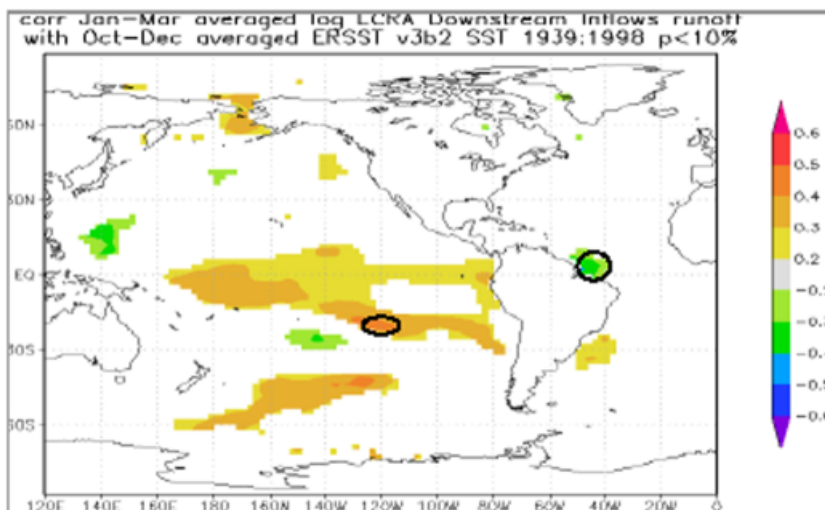 corr Jan-Mar averaged log LCRA Downstream Inflows runoff
with Oct-Dec averaged ERSST v3b2 SST 1939:1998 p<10%
EQ
120E 140E 160E 180 160W 140W 120W 100W 80W 60W 40W 20W 0
0.6
0.5
0.4
0.3
0.2